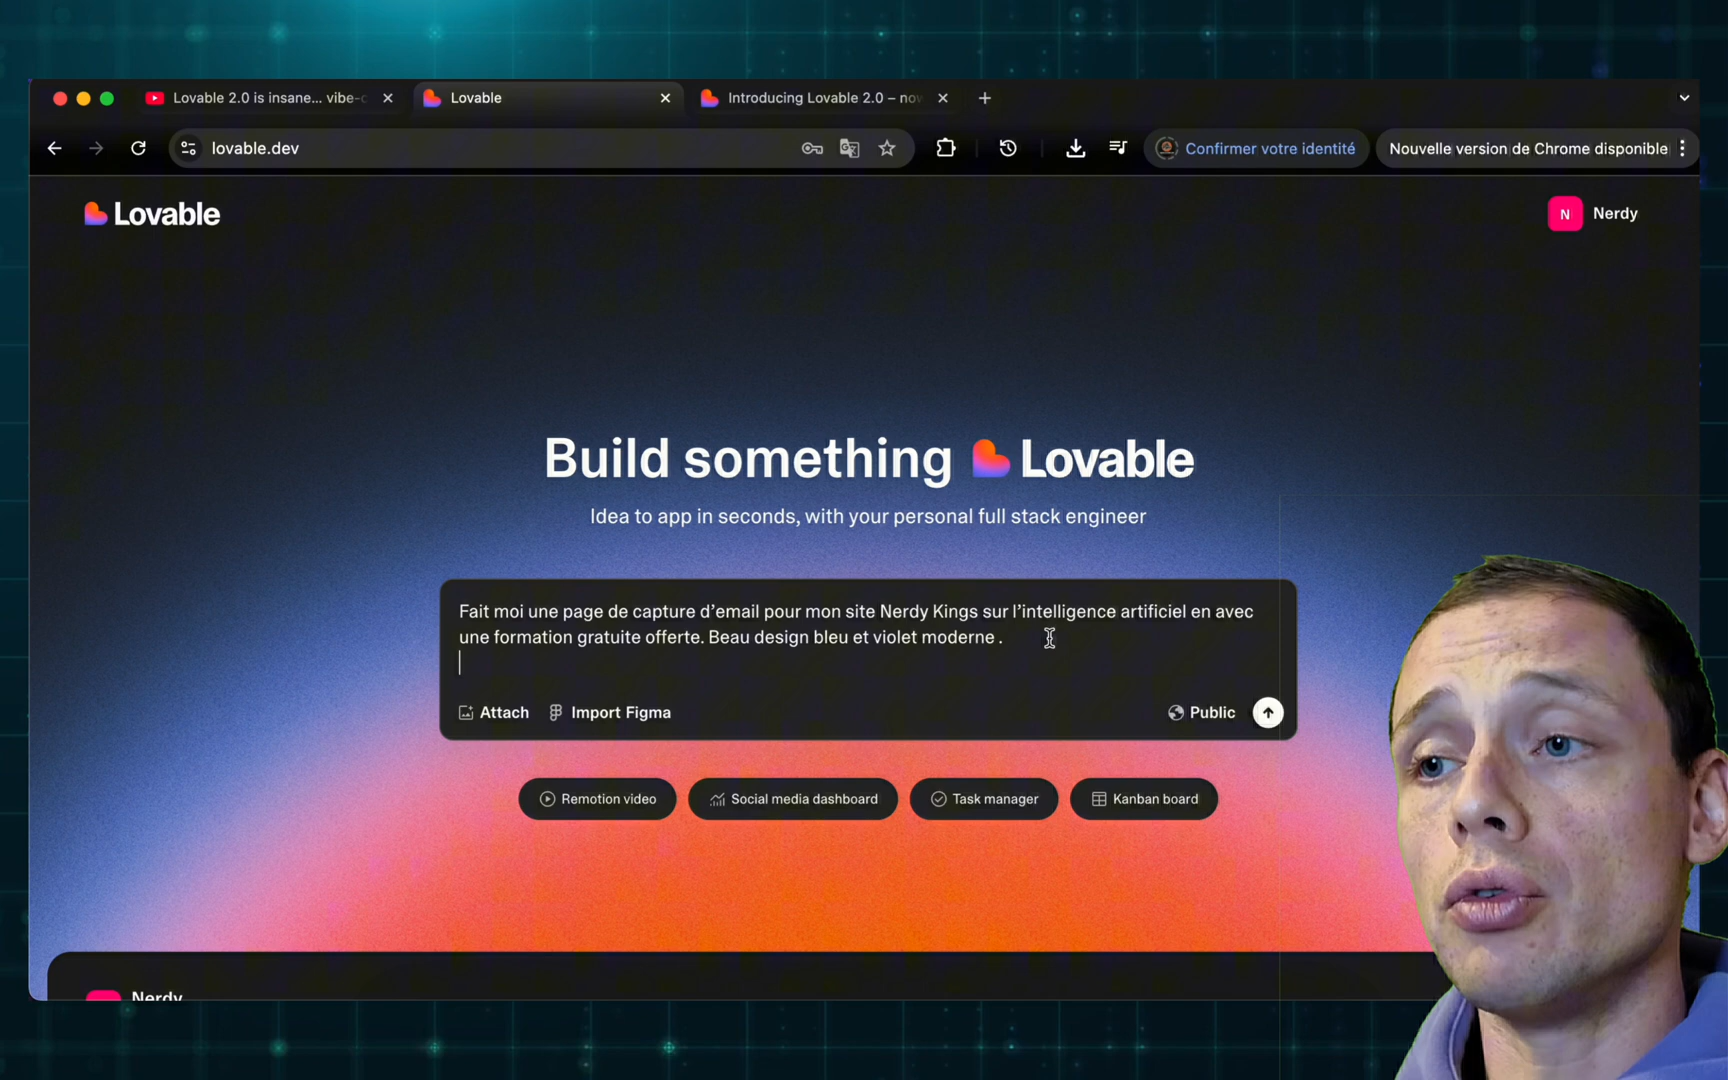 Lovable 2.0 is insane... vibe-c
Lovable
Introducing Lovable 2.0 – nov
lovable.dev
Confirmer votre identité
Nouvelle version de Chrome disponible
Lovable
N Nerdy
Build something Lovable
Idea to app in seconds, with your personal full stack engineer
Fait moi une page de capture d’email pour mon site Nerdy Kings sur l’intelligence artificiel en avec
une formation gratuite offerte. Beau design bleu et violet moderne .
Attach
Import Figma
Public
Remotion video
Social media dashboard
Task manager
Kanban board
Nerdy